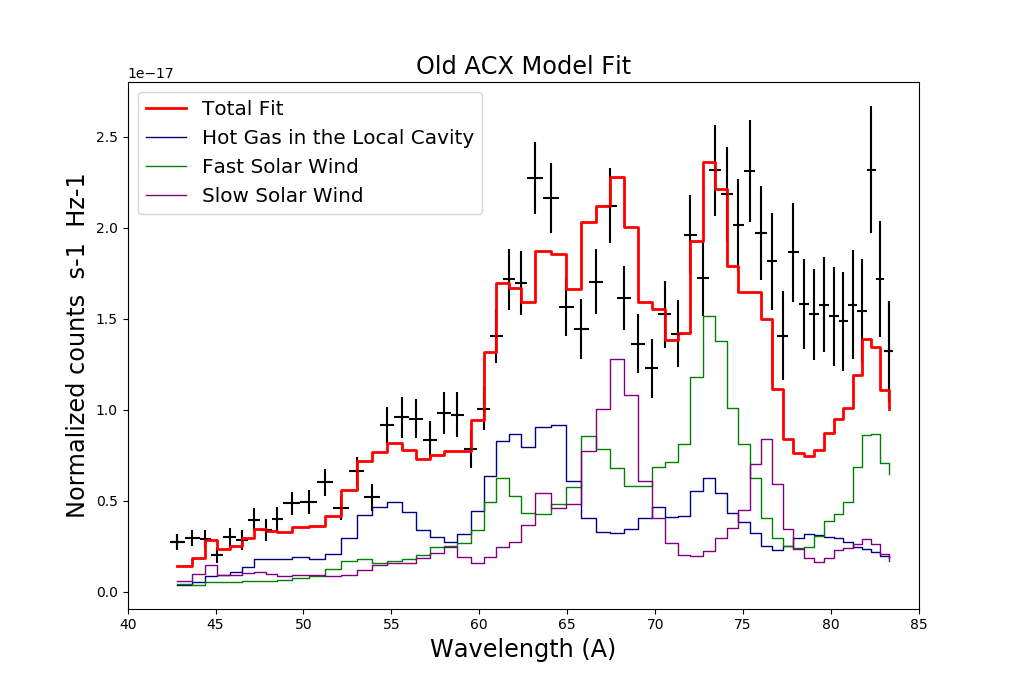 Old ACX Model Fit
1e−17
Total Fit
Hot Gas in the Local Cavity
Fast Solar Wind
Slow Solar Wind
Normalized counts s-1 Hz-1
2.5
2.0
1.5
1.0
0.5
0.0
40 45 50 55 60 65 70 75 80 85
Wavelength (A)